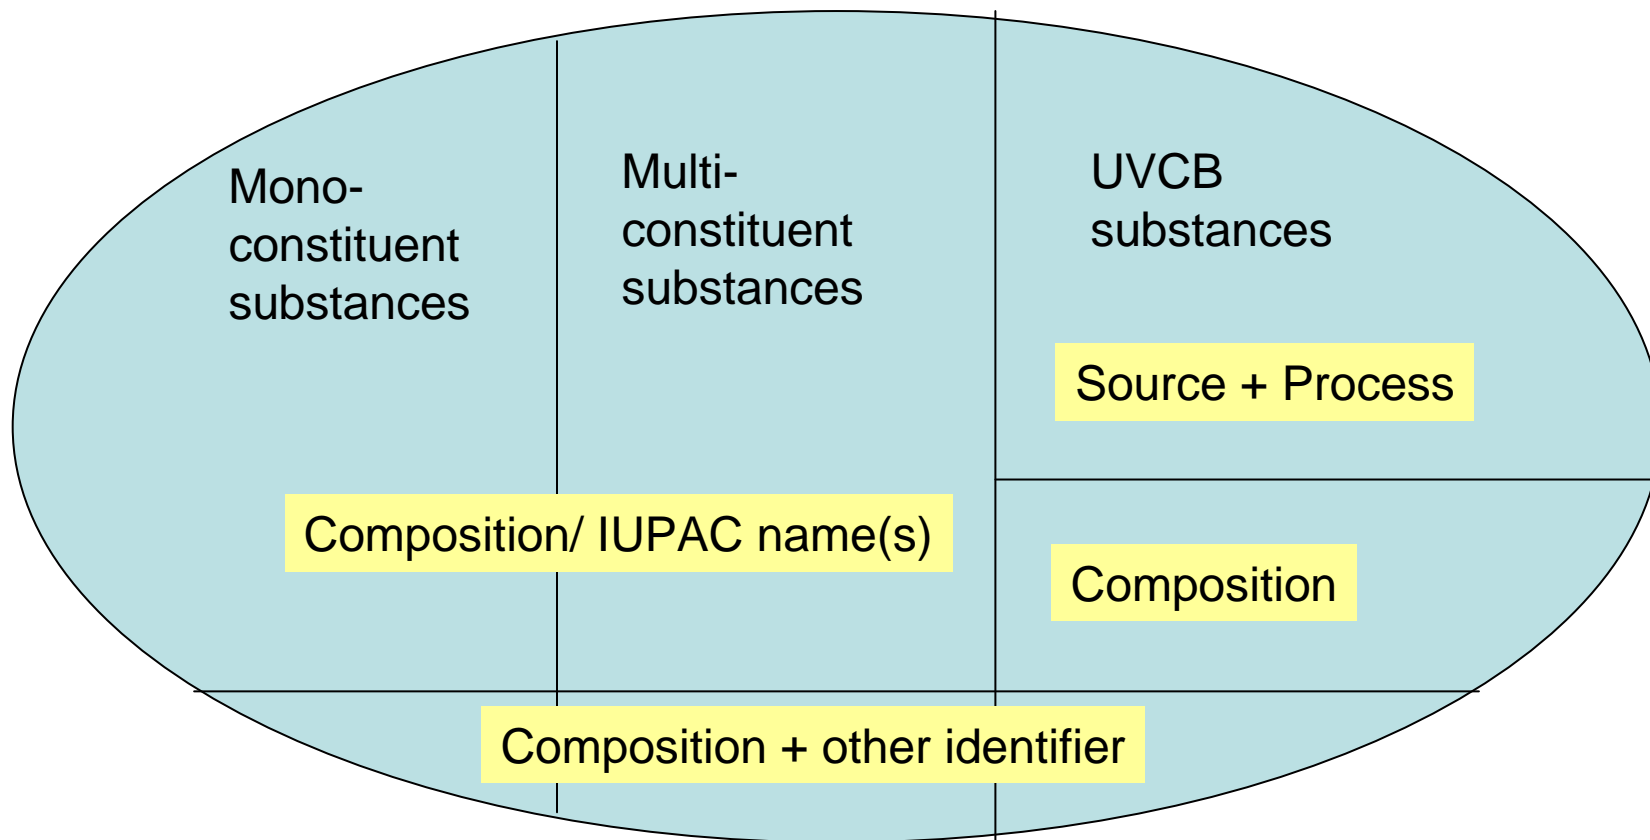 Mono-
constituent
substances
Multi-
constituent
substances
UVCB
substances
Source + Process
Composition/ IUPAC name(s)
Composition
Composition + other identifier